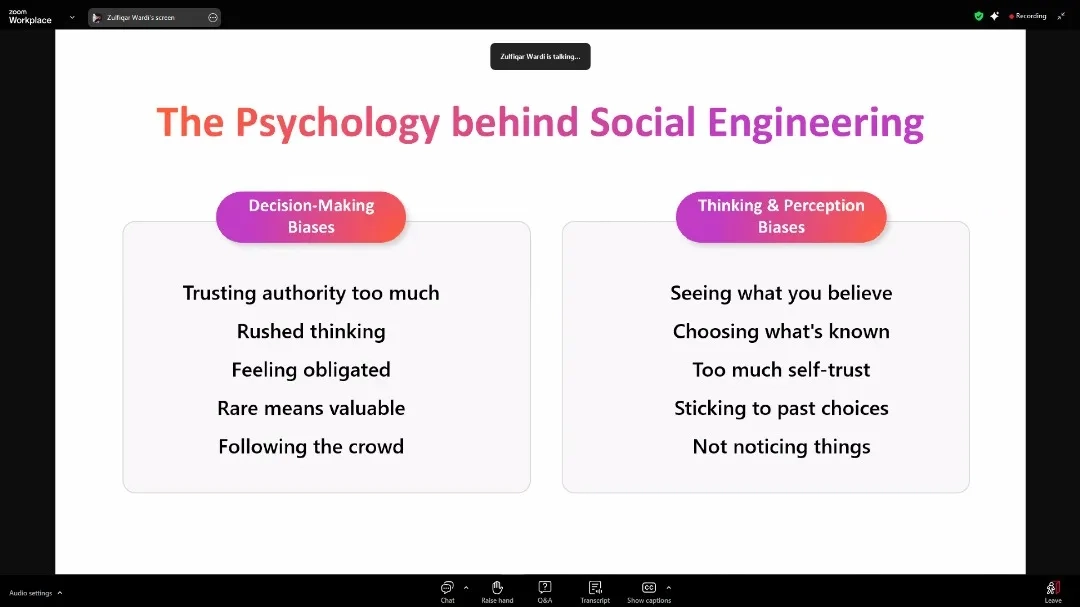 zoom
Workplace
Zulfiqar Wardi's screen
Recording
Zulfiqar Wardi is talking...
The Psychology behind Social Engineering
Decision-Making
Biases
Trusting authority too much
Rushed thinking
Feeling obligated
Rare means valuable
Following the crowd
Thinking & Perception
Biases
Seeing what you believe
Choosing what's known
Too much self-trust
Sticking to past choices
Not noticing things
Audio settings
Chat
Raise hand
Q&A
Transcript
CC
Show captions
Leave